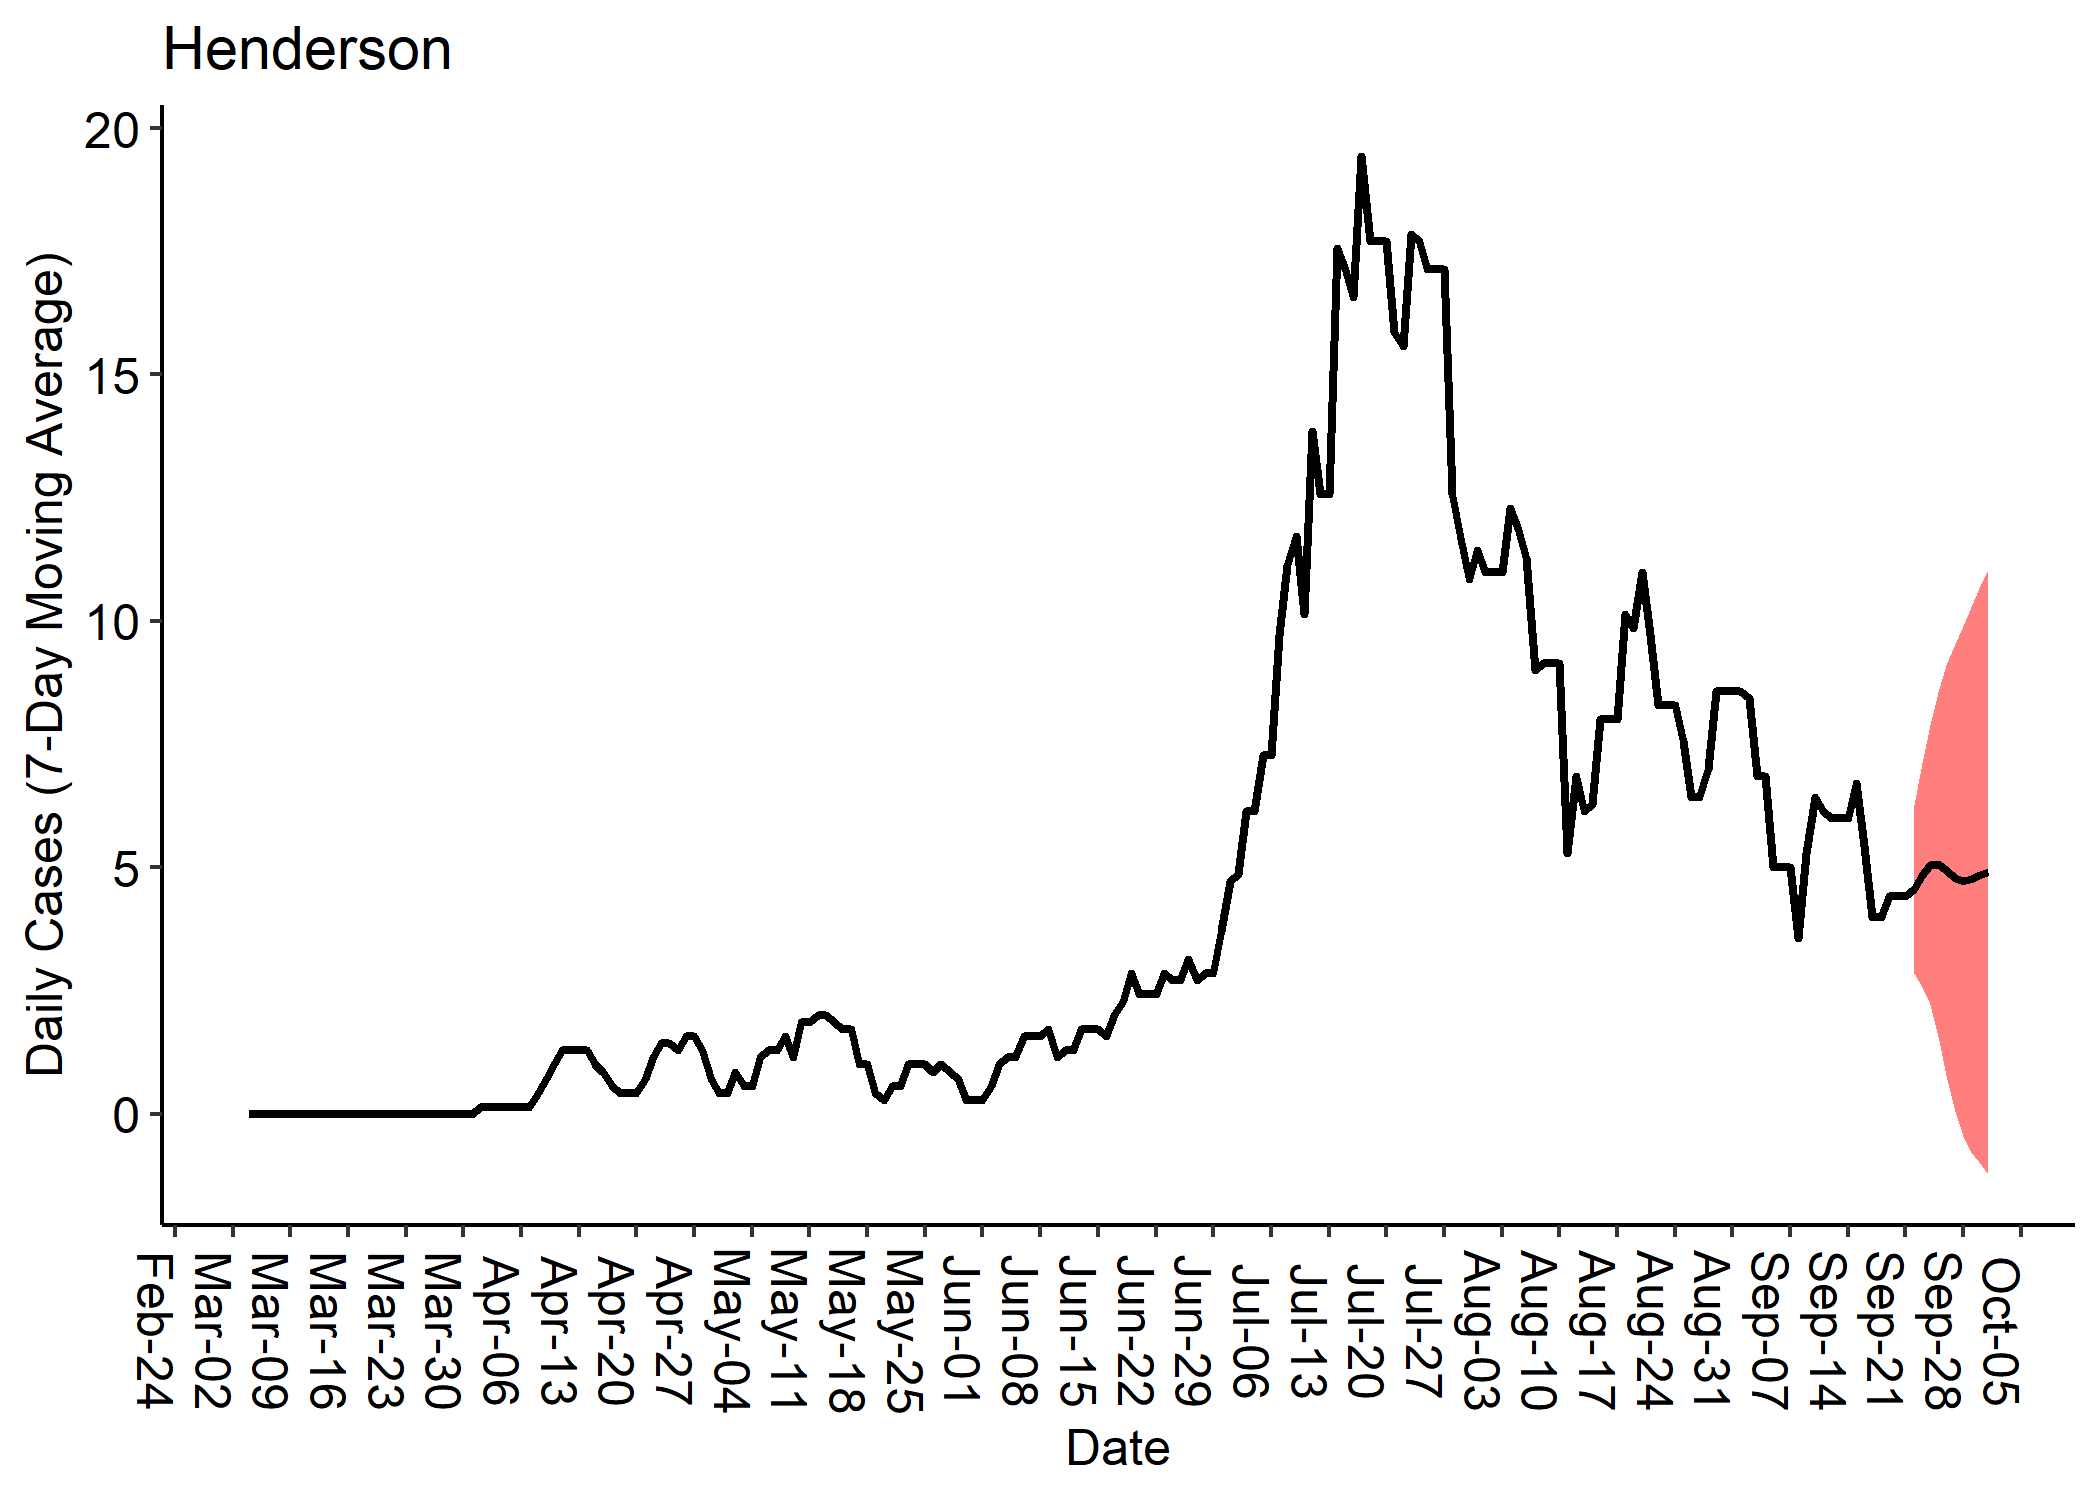 Henderson
Daily Cases (7-Day Moving Average)
20
15
10
5
0
Feb-24
Mar-02
Mar-09
Mar-16
Mar-23
Mar-30
Apr-06
Apr-13
Apr-20
Apr-27
May-04
May-11
May-18
May-25
Jun-01
Jun-08
Jun-15
Jun-22
Jun-29
Jul-06
Jul-13
Jul-20
Jul-27
Aug-03
Aug-10
Aug-17
Aug-24
Aug-31
Sep-07
Sep-14
Sep-21
Sep-28
Oct-05
Date